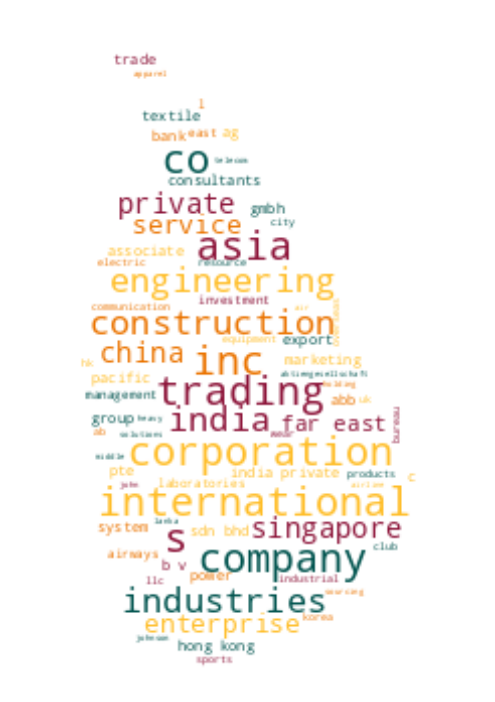 trade
apparel
l
textile
bank east ag
co telecom
consultants
private gmbh
service city
asia
associate
electric resource
engineering
investment
communication air
construction overseas
equipment export
china inc marketing
hk
pacific aktiengesellschaft
trading holding
management abb uk
group heavy india far east bureau
ab solutions wear
middle corporation
pte india private products c
john laboratories airline
international
system lanka s sdn bhd singapore
airways company club
b v
llc power industrial
industries sourcing
enterprise korea
johnson hong kong
sports